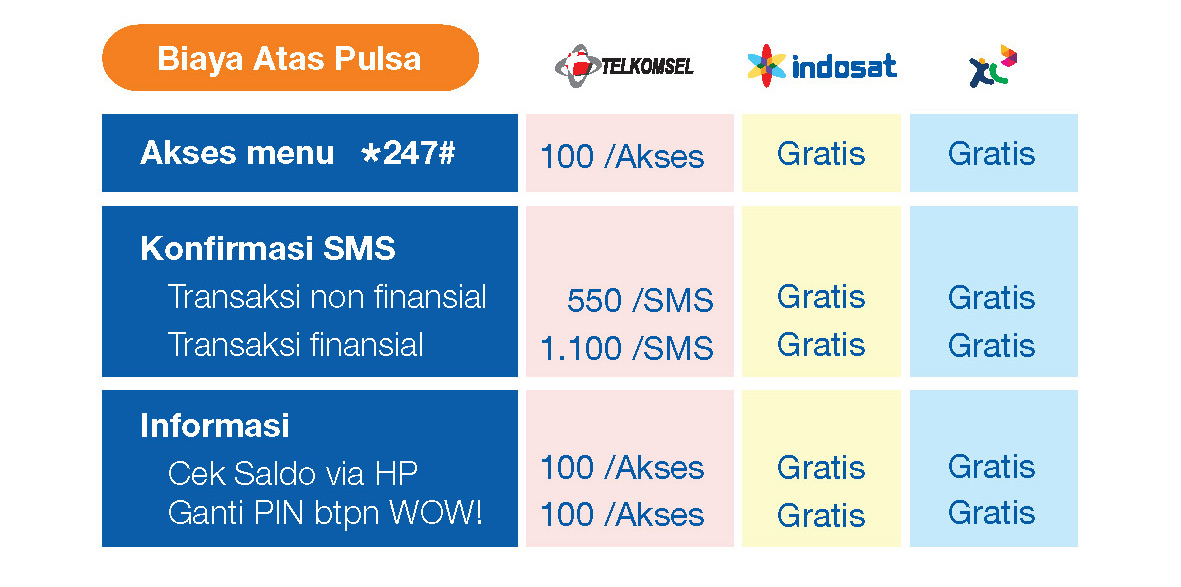 Biaya Atas Pulsa TELKOMSEL indosat XL
Akses menu *247# 100 /Akses Gratis Gratis
Konfirmasi SMS
Transaksi non finansial 550 /SMS Gratis Gratis
Transaksi finansial 1.100 /SMS Gratis Gratis
Informasi
Cek Saldo via HP 100 /Akses Gratis Gratis
Ganti PIN btpn WOW! 100 /Akses Gratis Gratis